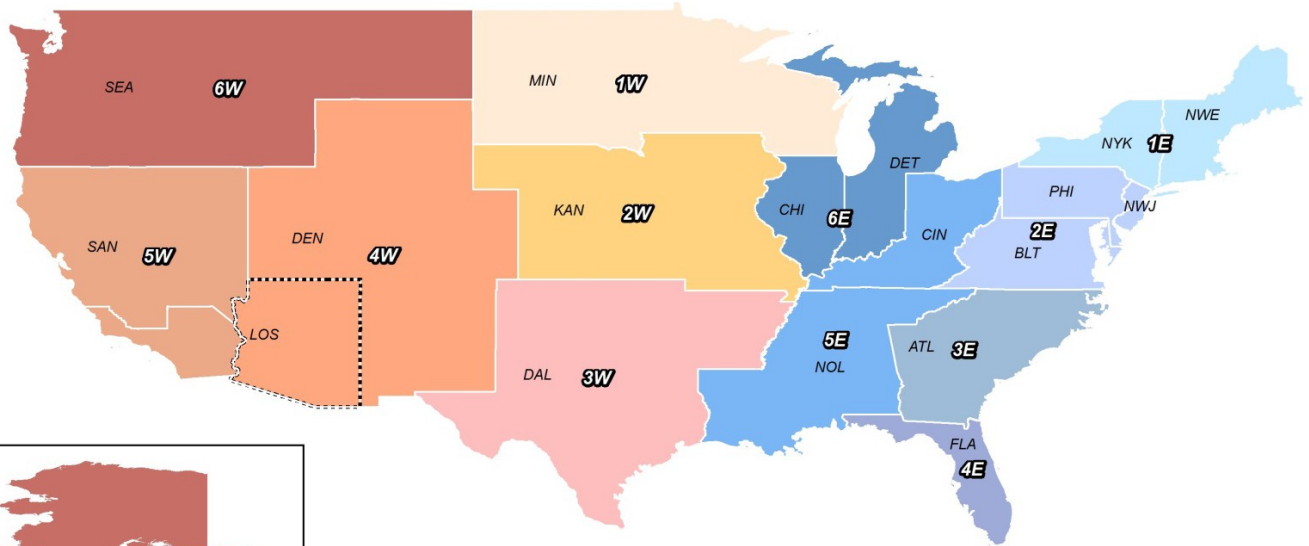 SEA 6W
MIN 1W
NWE
NYK 1E
DET
PHI
NWJ
KAN 2W
CHI 6E
CIN
2E
BLT
SAN 5W
DEN 4W
LOS
5E
NOL
ATL 3E
DAL 3W
FLA
4E